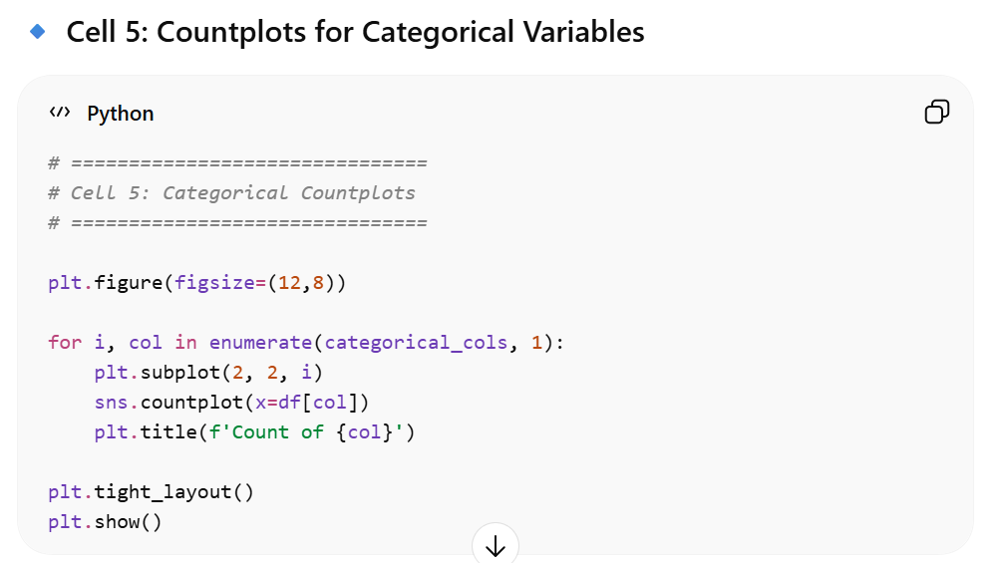 Cell 5: Countplots for Categorical Variables
</> Python
# ===============================
# Cell 5: Categorical Countplots
# ===============================
plt.figure(figsize=(12,8))
for i, col in enumerate(categorical_cols, 1):
    plt.subplot(2, 2, i)
    sns.countplot(x=df[col])
    plt.title(f'Count of {col}')
plt.tight_layout()
plt.show()